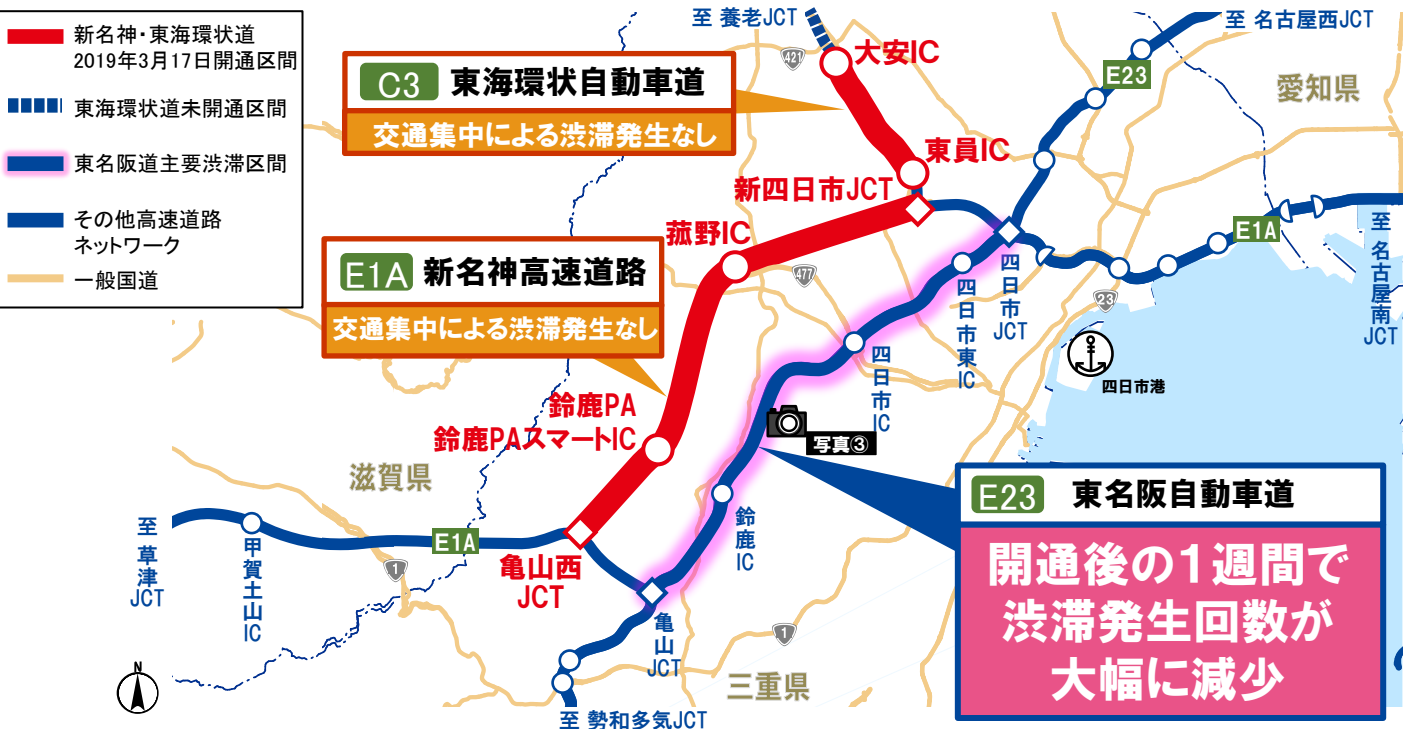 新名神・東海環状道
2019年3月17日開通区間
東海環状道未開通区間
東名阪道主要渋滞区間
その他高速道路
ネットワーク
一般国道
至 養老JCT
421
大安IC
至 名古屋西JCT
E23
愛知県
C3 東海環状自動車道
交通集中による渋滞発生なし
東員IC
新四日市JCT
菰野IC
E1A
至 名古屋南JCT
E1A 新名神高速道路
交通集中による渋滞発生なし
477
四日市JCT
四日市東IC
23
四日市港
四日市IC
鈴鹿PA
鈴鹿PAスマートIC
写真③
滋賀県
E23 東名阪自動車道
開通後の1週間で
渋滞発生回数が
大幅に減少
鈴鹿IC
至 草津JCT
甲賀土山IC
E1A
1
亀山西
JCT
亀山JCT
1
三重県
N
至 勢和多気JCT